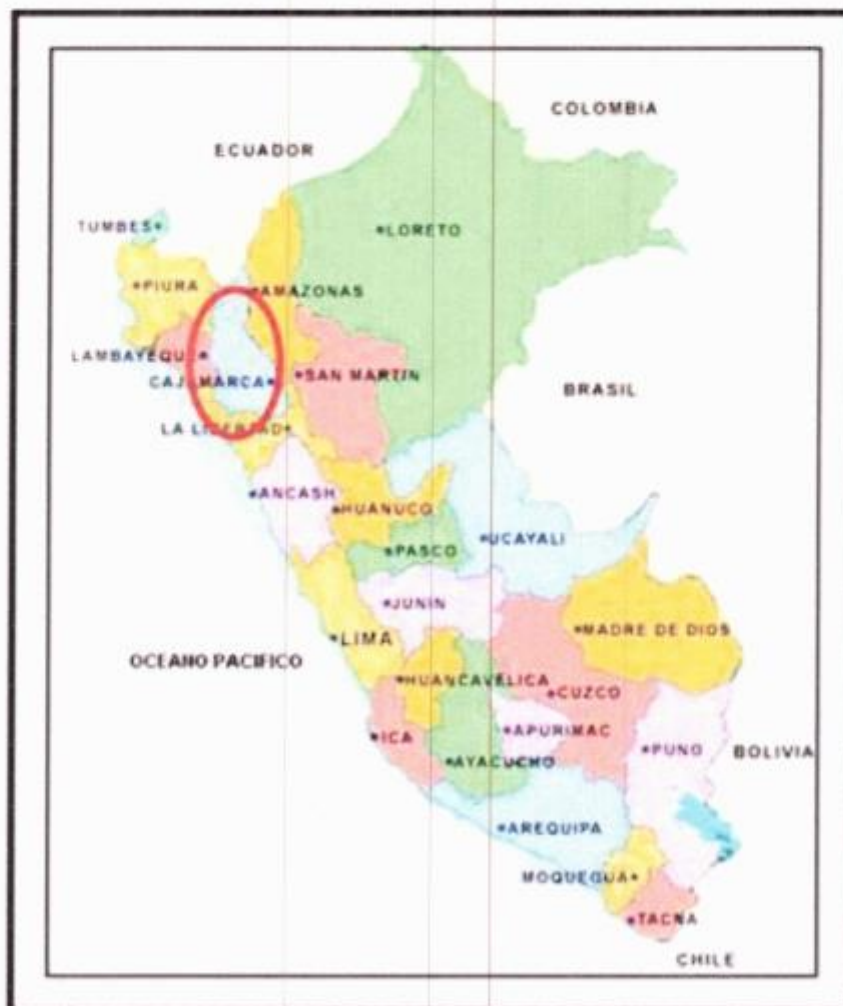 COLOMBIA
ECUADOR
TUMBES
LORETO
PIURA
AMAZONAS
LAMBAYEQUE
CAJAMARCA
SAN MARTIN
BRASIL
LA LIBERTAD
ANCASH
HUANUCO
UCAYALI
PASCO
JUNIN
MADRE DE DIOS
LIMA
OCEANO PACIFICO
HUANCAVELICA
CUZCO
ICA
APURIMAC
PUNO
BOLIVIA
AYACUCHO
AREQUIPA
MOQUEGUA
TACNA
CHILE